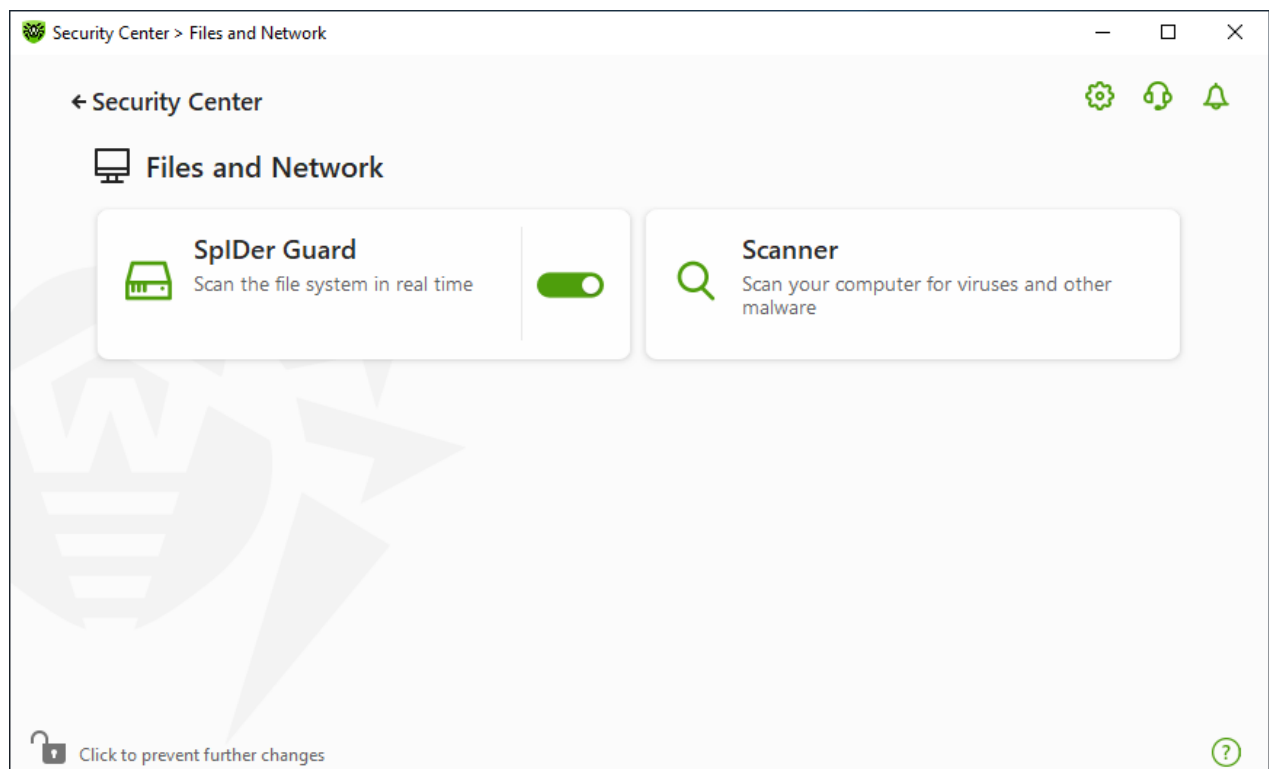 Security Center > Files and Network
Security Center
Files and Network
SpIDer Guard
Scan the file system in real time
Scanner
Scan your computer for viruses and other
malware
Click to prevent further changes
?